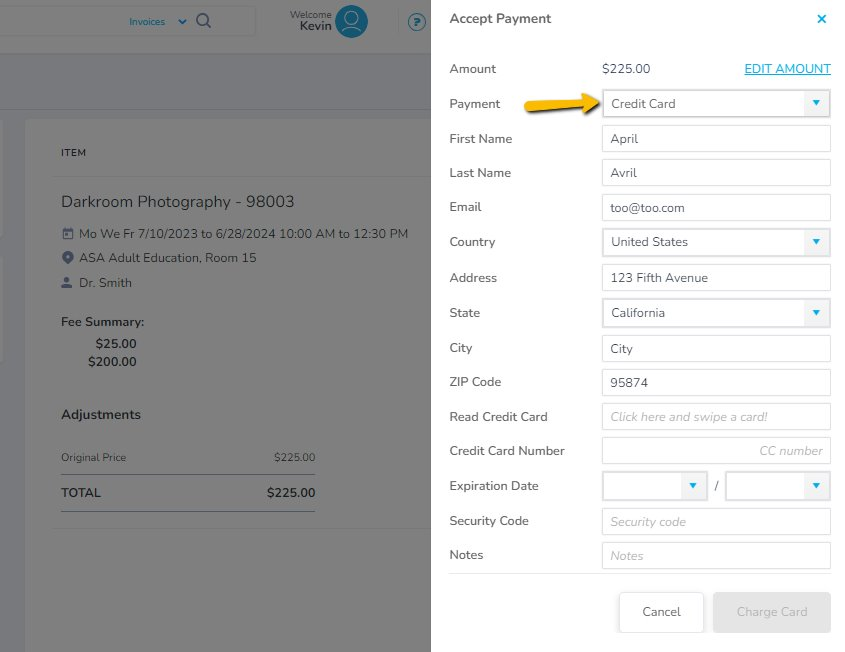 Invoices
Welcome
Kevin
?
ITEM
Darkroom Photography - 98003
Mo We Fr 7/10/2023 to 6/28/2024 10:00 AM to 12:30 PM
ASA Adult Education, Room 15
Dr. Smith
Fee Summary:
$25.00
$200.00
Adjustments
Original Price $225.00
TOTAL $225.00
Accept Payment
Amount $225.00 EDIT AMOUNT
Payment Credit Card
First Name April
Last Name Avril
Email too@too.com
Country United States
Address 123 Fifth Avenue
State California
City City
ZIP Code 95874
Read Credit Card Click here and swipe a card!
Credit Card Number CC number
Expiration Date /
Security Code Security code
Notes Notes
Cancel Charge Card